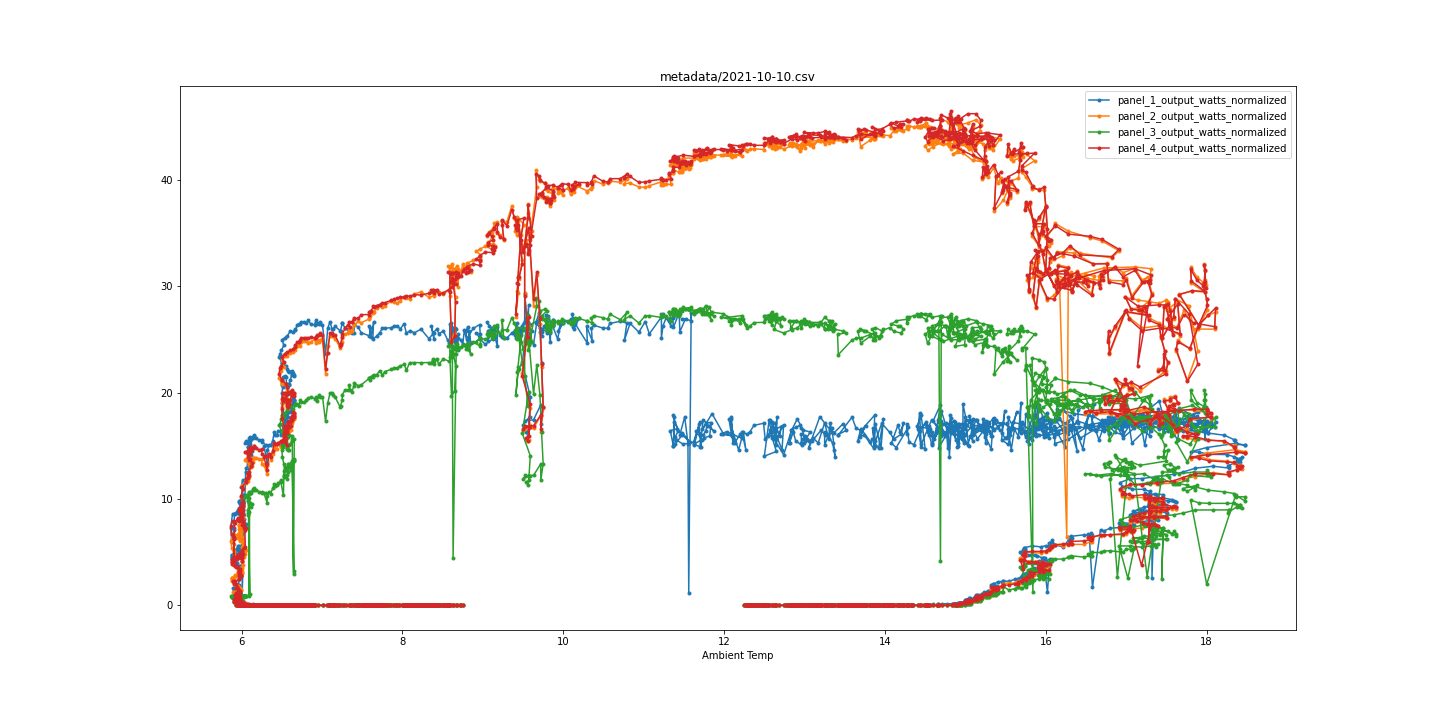 metadata/2021-10-10.csv
panel_1_output_watts_normalized
panel_2_output_watts_normalized
panel_3_output_watts_normalized
panel_4_output_watts_normalized
40
30
20
10
0
6 8 10 12 14 16 18
Ambient Temp